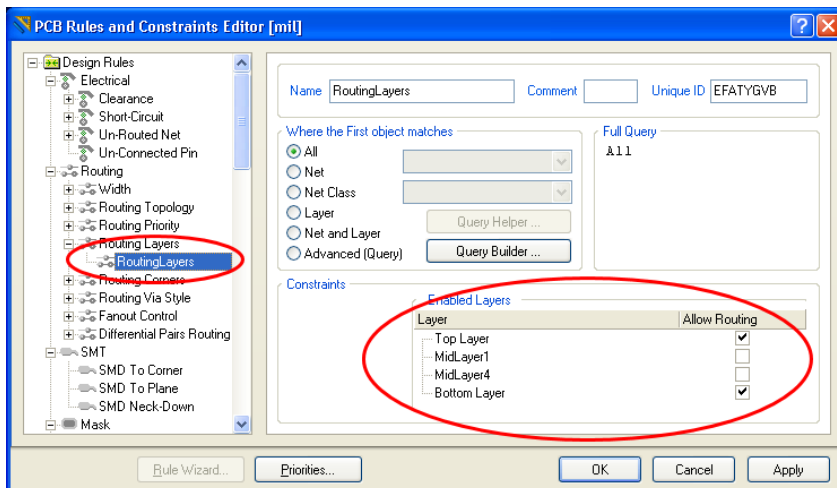 PCB Rules and Constraints Editor [mil]
Design Rules
Electrical
Clearance
Short-Circuit
Un-Routed Net
Un-Connected Pin
Routing
Width
Routing Topology
Routing Priority
Routing Layers
RoutingLayers
Routing Corners
Routing Via Style
Fanout Control
Differential Pairs Routing
SMT
SMD To Corner
SMD To Plane
SMD Neck-Down
Mask
Name RoutingLayers Comment Unique ID EFATYGVB
Where the First object matches
All
Net
Net Class
Layer
Net and Layer
Advanced (Query)
Query Helper ...
Query Builder ...
Full Query
All
Constraints
Enabled Layers
Layer Allow Routing
Top Layer
MidLayer1
MidLayer4
Bottom Layer
Rule Wizard... Priorities... OK Cancel Apply